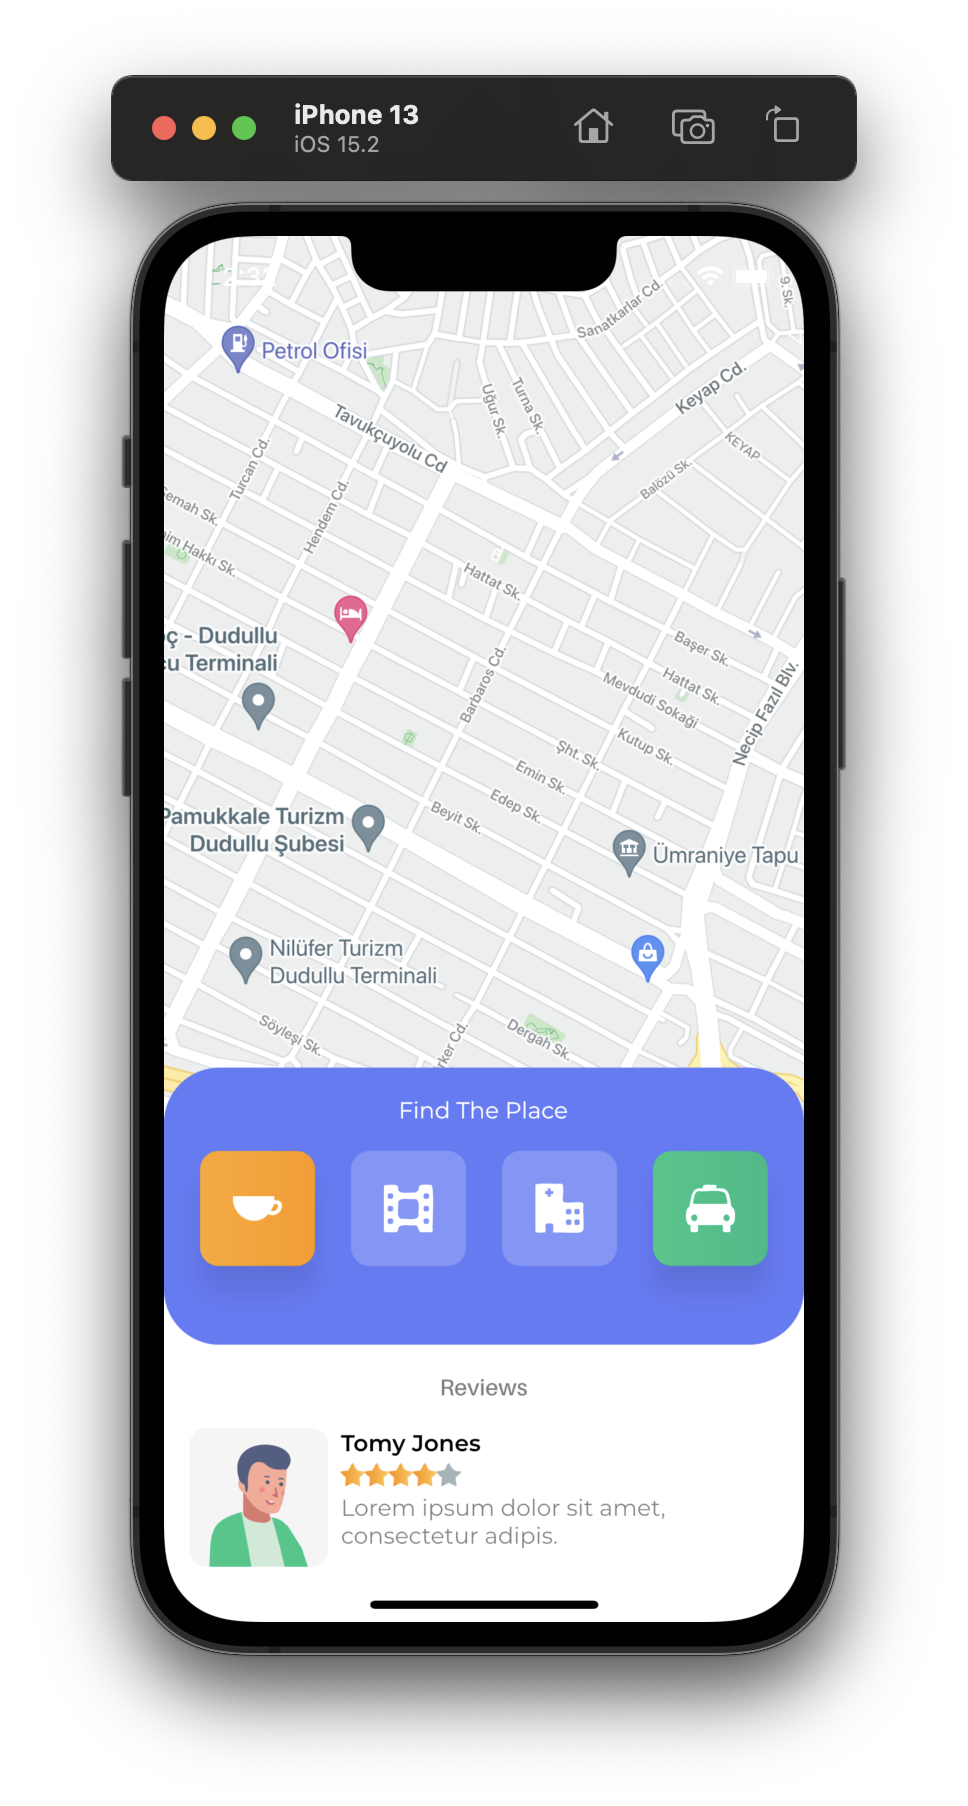 iPhone 13
iOS 15.2
9. Sk.
Sanatkarlar Cd.
Petrol Ofisi
Keyap Cd.
Uğur Sk.
Turna Sk.
Tavukçuyolu Cd
KEYAP
Turcan Cd.
Balözü Sk.
Hendem Cd.
emah Sk.
im Hakkı Sk.
Hattat Sk.
ç - Dudullu
cu Terminali
Başer Sk.
Hattat Sk.
Barbaros Cd.
Mevdudi Sokağı
Necip Fazıl Blv.
Kutup Sk.
Şht. Sk.
Emin Sk.
Edep Sk.
Beyit Sk.
Pamukkale Turizm
Dudullu Şubesi
Ümraniye Tapu
Nilüfer Turizm
Dudullu Terminali
Söyleşi Sk.
rker Cd.
Dergah Sk.
Find The Place
Reviews
Tomy Jones
Lorem ipsum dolor sit amet,
consectetur adipis.